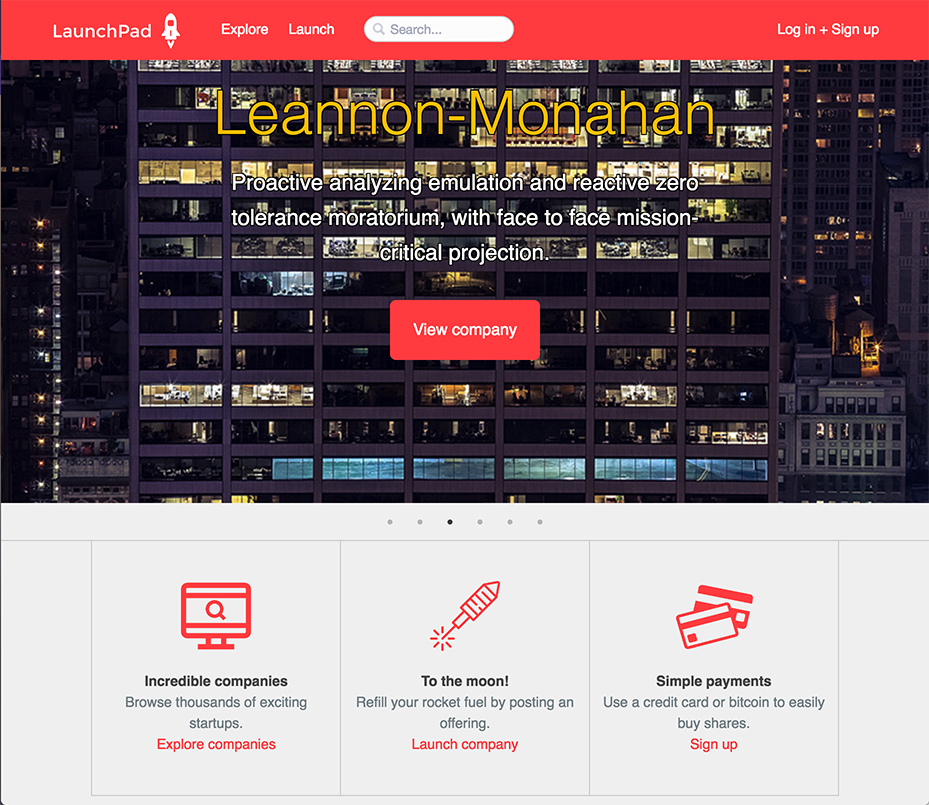 LaunchPad
Explore
Launch
Search...
Log in + Sign up
Leannon-Monahan
Proactive analyzing emulation and reactive zero-
tolerance moratorium, with face to face mission-
critical projection.
View company
Incredible companies
Browse thousands of exciting
startups.
Explore companies
To the moon!
Refill your rocket fuel by posting an
offering.
Launch company
Simple payments
Use a credit card or bitcoin to easily
buy shares.
Sign up